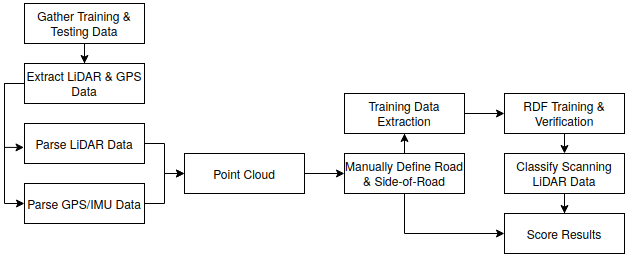 Gather Training &
Testing Data
Extract LiDAR & GPS
Data
Parse LiDAR Data
Parse GPS/IMU Data
Point Cloud
Training Data
Extraction
Manually Define Road
& Side-of-Road
RDF Training &
Verification
Classify Scanning
LiDAR Data
Score Results